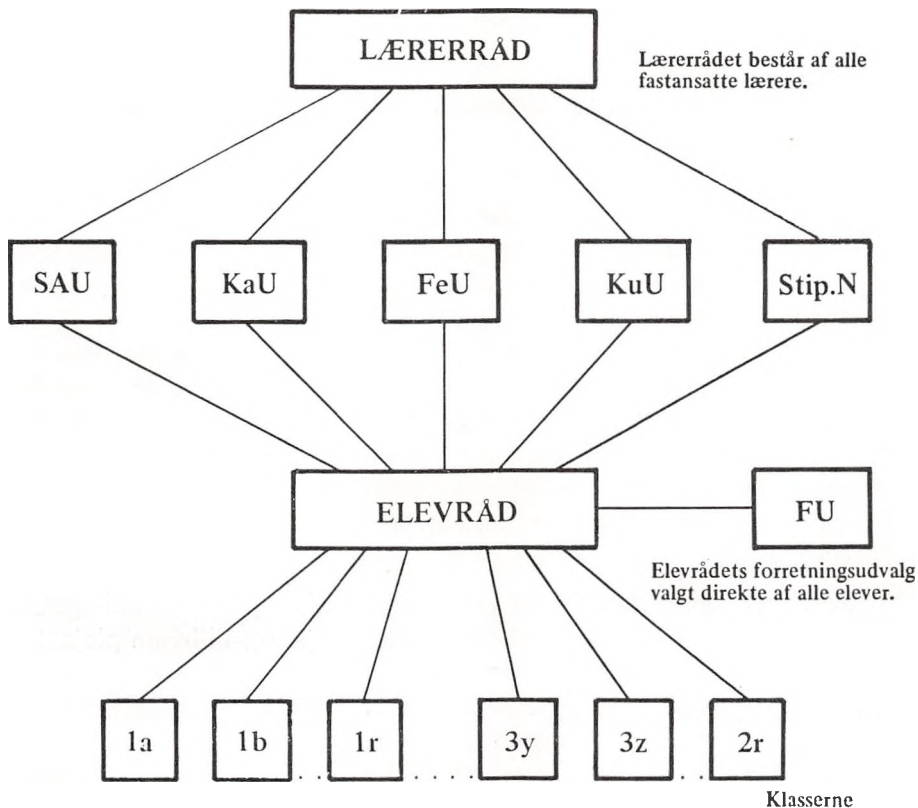 LÆRERRÅD
Lærerrådet består af alle
fastansatte lærere.
SAU
KaU
FeU
KuU
Stip.N
ELEVRÅD
FU
Elevrådets forretningsudvalg
valgt direkte af alle elever.
1a
1b
1r
3y
3z
2r
Klasserne